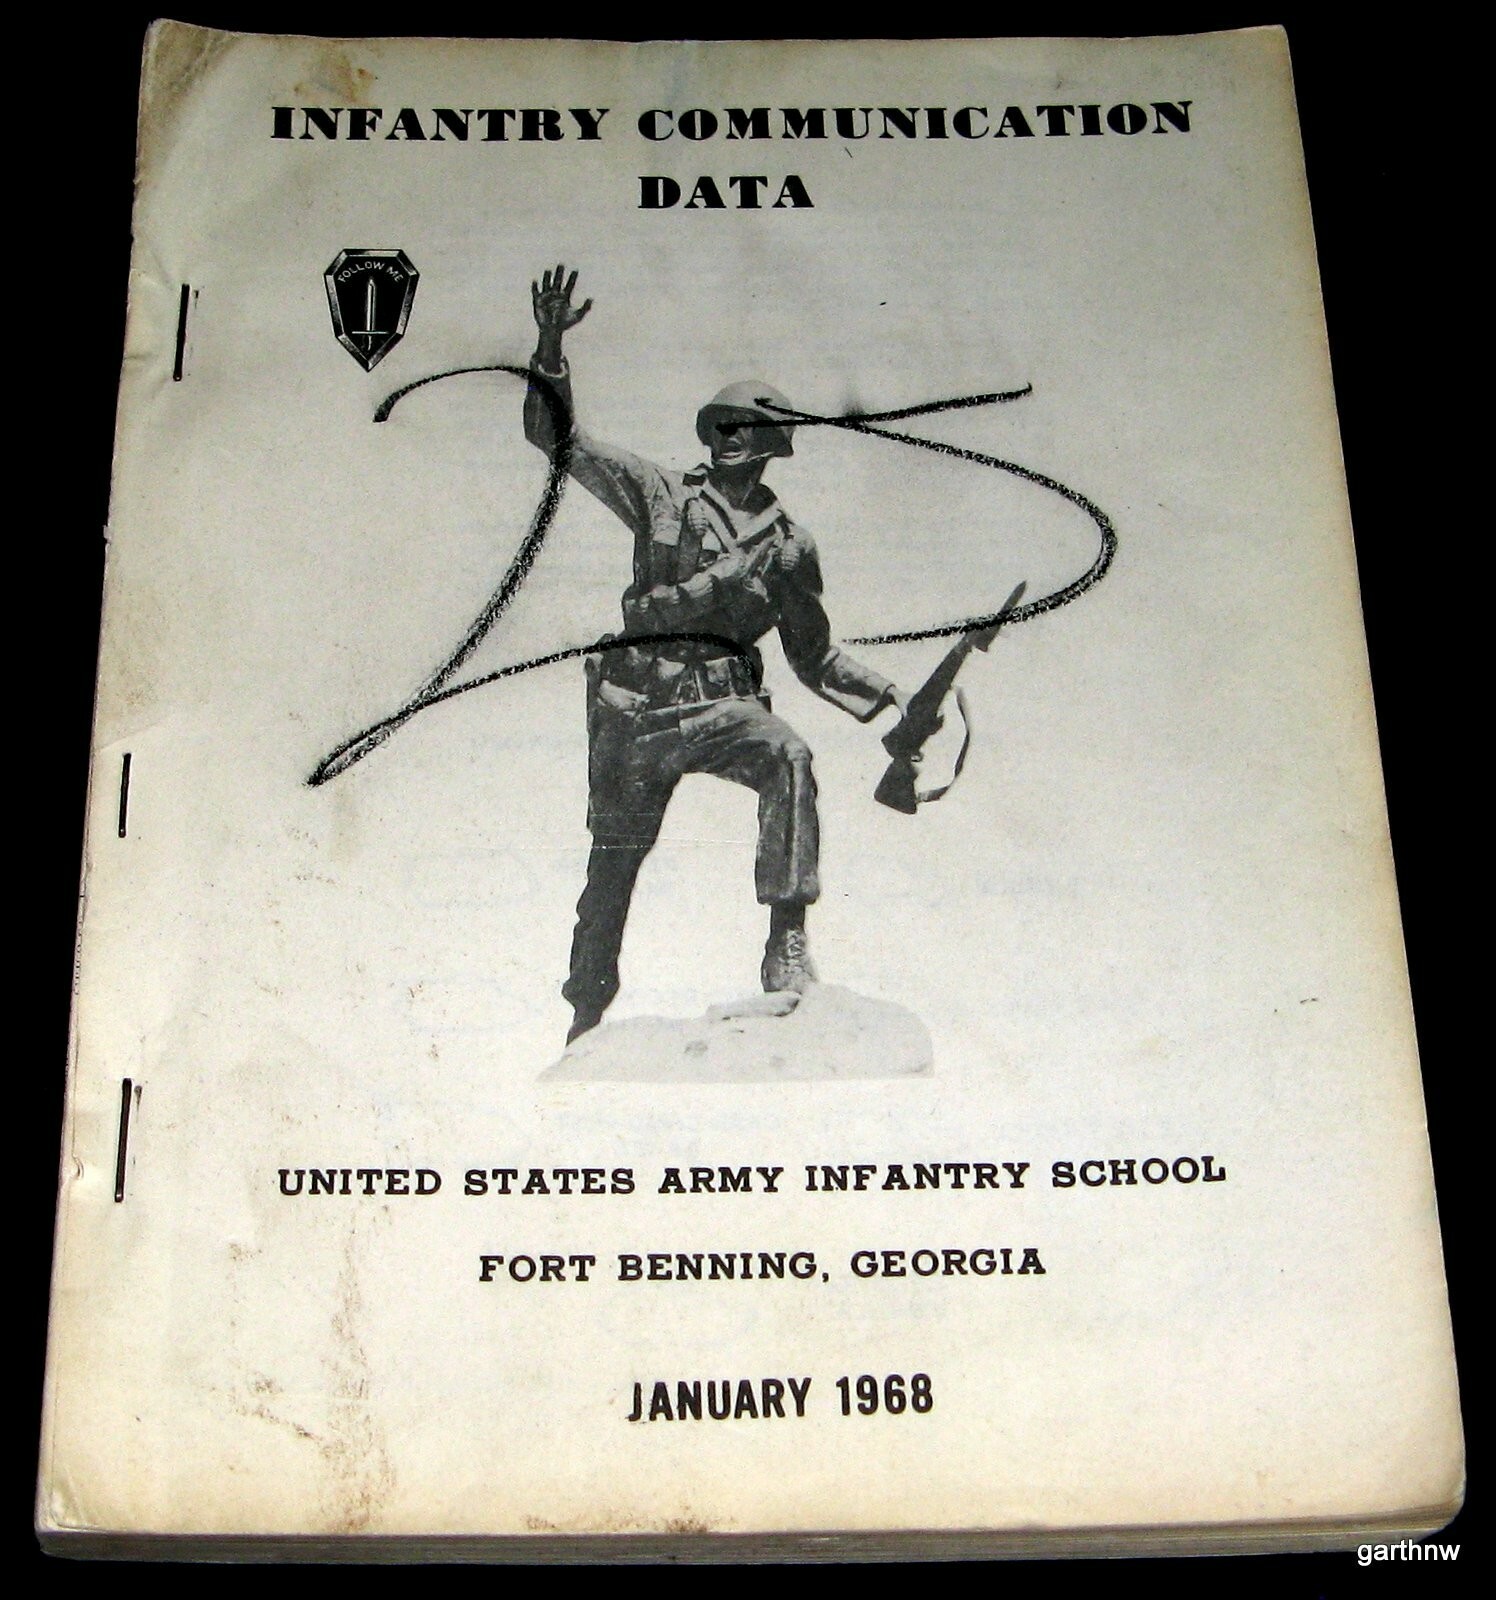 INFANTRY COMMUNICATION
DATA
FOLLOW ME
25
UNITED STATES ARMY INFANTRY SCHOOL
FORT BENNING, GEORGIA
JANUARY 1968
garthnw